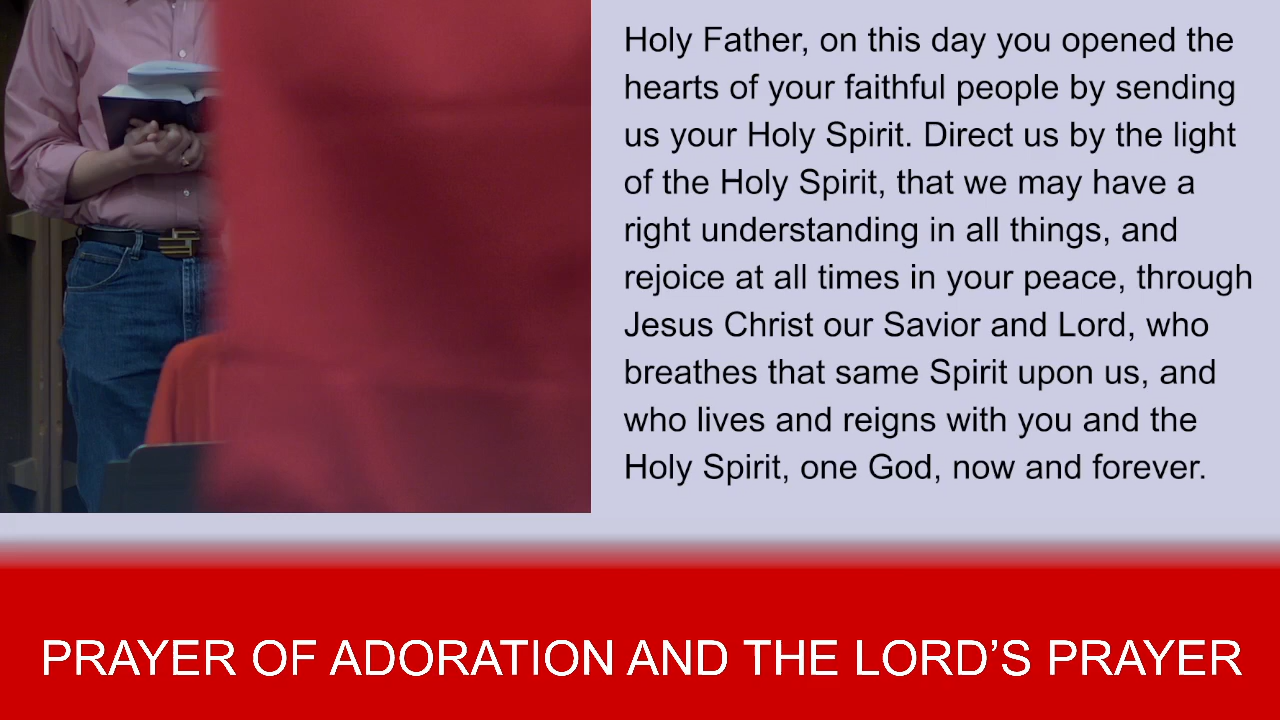 Holy Father, on this day you opened the
hearts of your faithful people by sending
us your Holy Spirit. Direct us by the light
of the Holy Spirit, that we may have a
right understanding in all things, and
rejoice at all times in your peace, through
Jesus Christ our Savior and Lord, who
breathes that same Spirit upon us, and
who lives and reigns with you and the
Holy Spirit, one God, now and forever.
PRAYER OF ADORATION AND THE LORD’S PRAYER